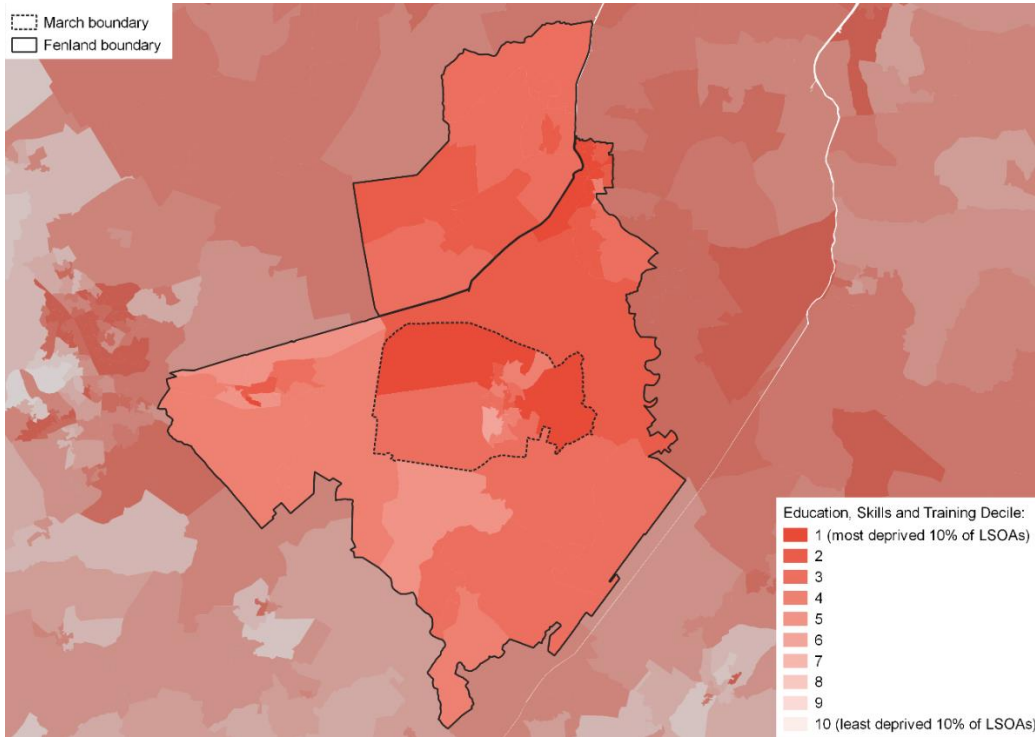 March boundary
Fenland boundary
Education, Skills and Training Decile:
1 (most deprived 10% of LSOAs)
2
3
4
5
6
7
8
9
10 (least deprived 10% of LSOAs)